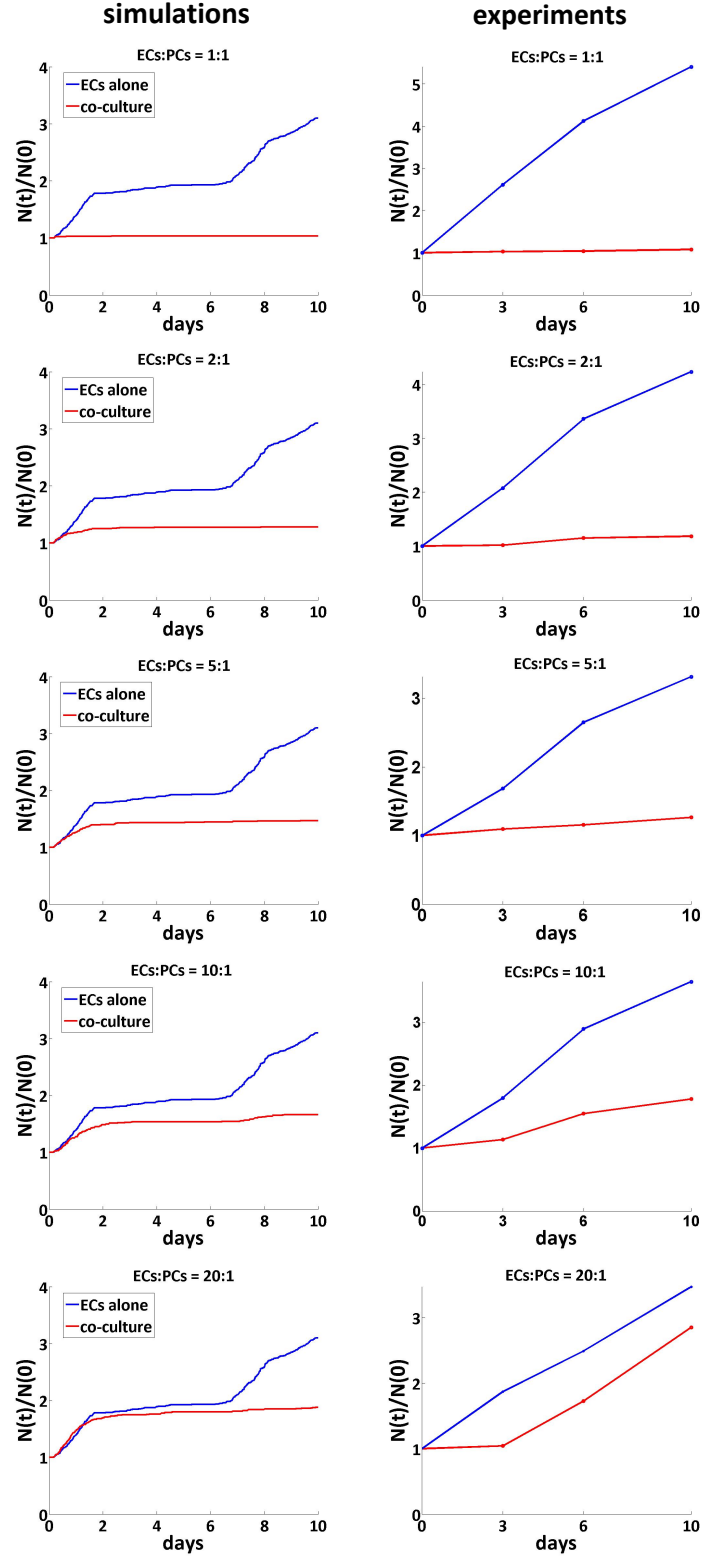 simulations
experiments
ECs:PCs = 1:1
ECs alone
co-culture
N(t)/N(0)
4
3
2
1
0
0 2 4 6 8 10
days
ECs:PCs = 1:1
N(t)/N(0)
5
4
3
2
1
0
0 3 6 10
days
ECs:PCs = 2:1
ECs alone
co-culture
N(t)/N(0)
4
3
2
1
0
0 2 4 6 8 10
days
ECs:PCs = 2:1
N(t)/N(0)
4
3
2
1
0
0 3 6 10
days
ECs:PCs = 5:1
ECs alone
co-culture
N(t)/N(0)
4
3
2
1
0
0 2 4 6 8 10
days
ECs:PCs = 5:1
N(t)/N(0)
3
2
1
0
0 3 6 10
days
ECs:PCs = 10:1
ECs alone
co-culture
N(t)/N(0)
4
3
2
1
0
0 2 4 6 8 10
days
ECs:PCs = 10:1
N(t)/N(0)
3
2
1
0
0 3 6 10
days
ECs:PCs = 20:1
ECs alone
co-culture
N(t)/N(0)
4
3
2
1
0
0 2 4 6 8 10
days
ECs:PCs = 20:1
N(t)/N(0)
3
2
1
0
0 3 6 10
days